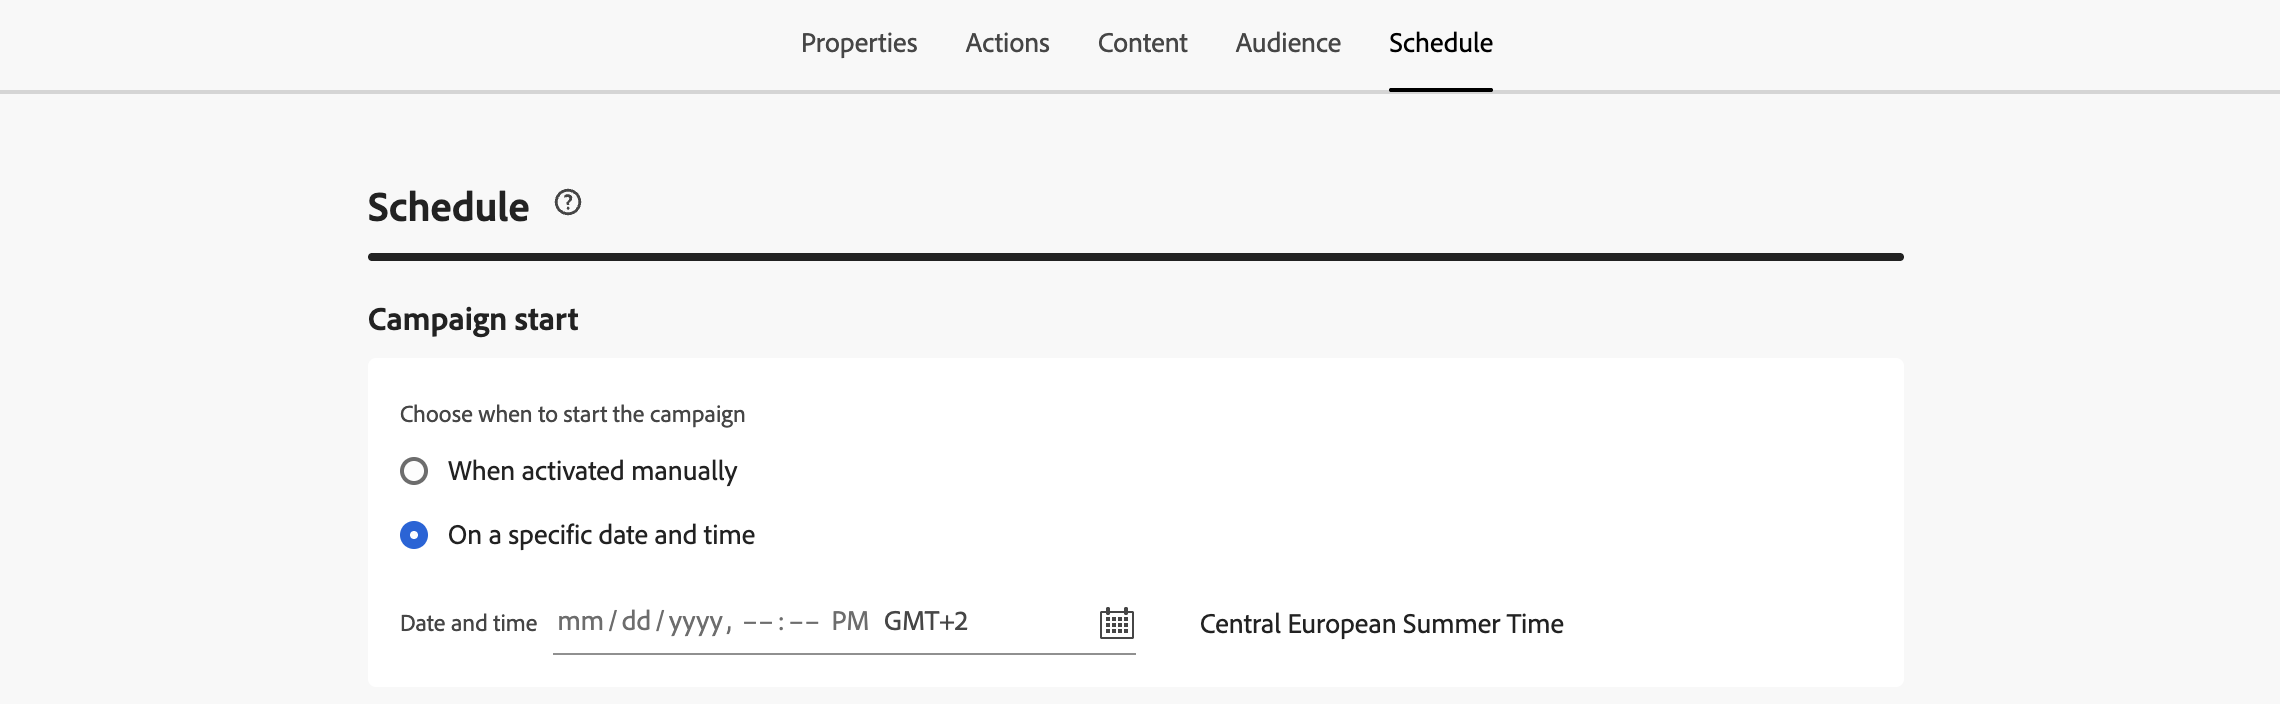 Properties Actions Content Audience Schedule
Schedule
Campaign start
Choose when to start the campaign
When activated manually
On a specific date and time
Date and time mm/dd/yyyy, --:-- PM GMT+2 Central European Summer Time